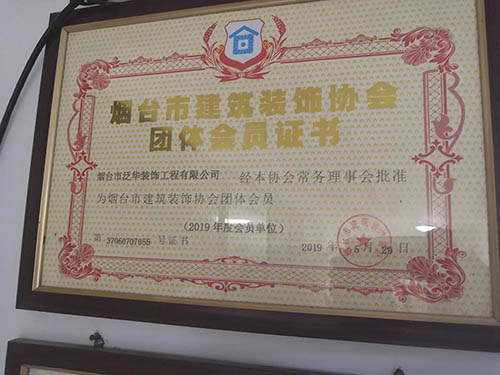 烟台市建筑装饰协会
团体会员证书
烟台市泛华装饰工程有限公司 经本协会常务理事会批准
为烟台市建筑装饰协会团体会员
(2019年度会员单位)
第 37060707055 号证书 2019 年 5 月 29 日